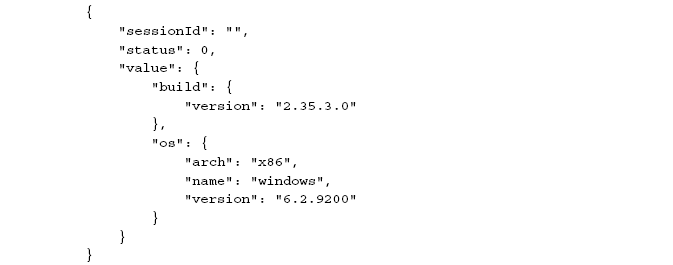 {
    "sessionId": "",
    "status": 0,
    "value": {
        "build": {
            "version": "2.35.3.0"
        },
        "os": {
            "arch": "x86",
            "name": "windows",
            "version": "6.2.9200"
        }
    }
}